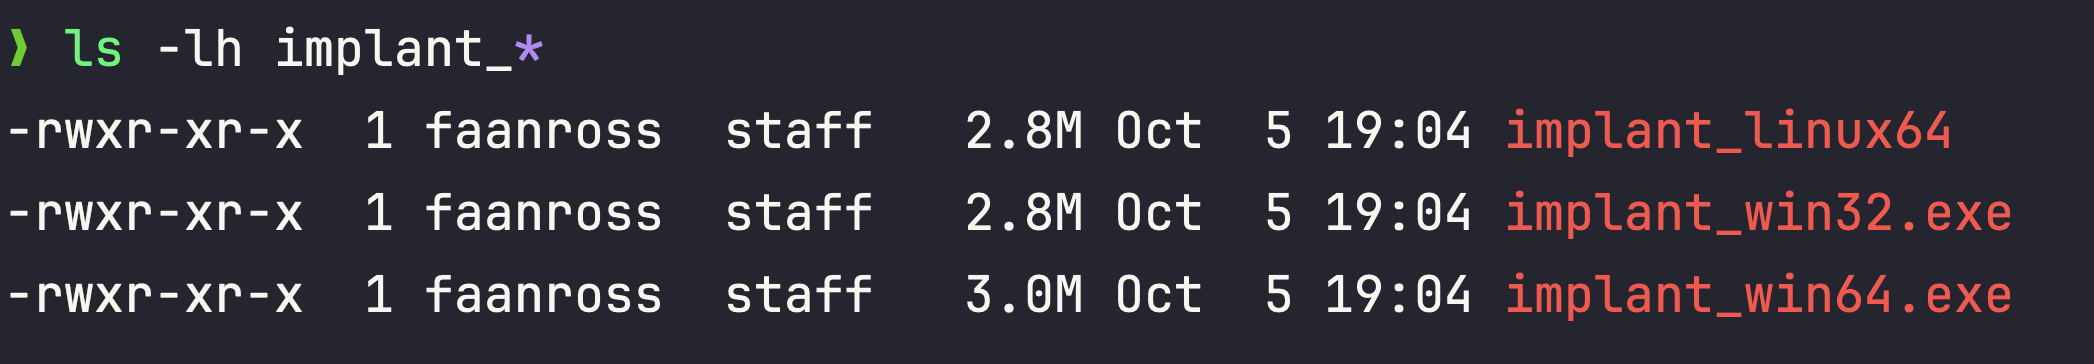 ❯ ls -lh implant_*
-rwxr-xr-x  1 faanross  staff   2.8M Oct  5 19:04 implant_linux64
-rwxr-xr-x  1 faanross  staff   2.8M Oct  5 19:04 implant_win32.exe
-rwxr-xr-x  1 faanross  staff   3.0M Oct  5 19:04 implant_win64.exe